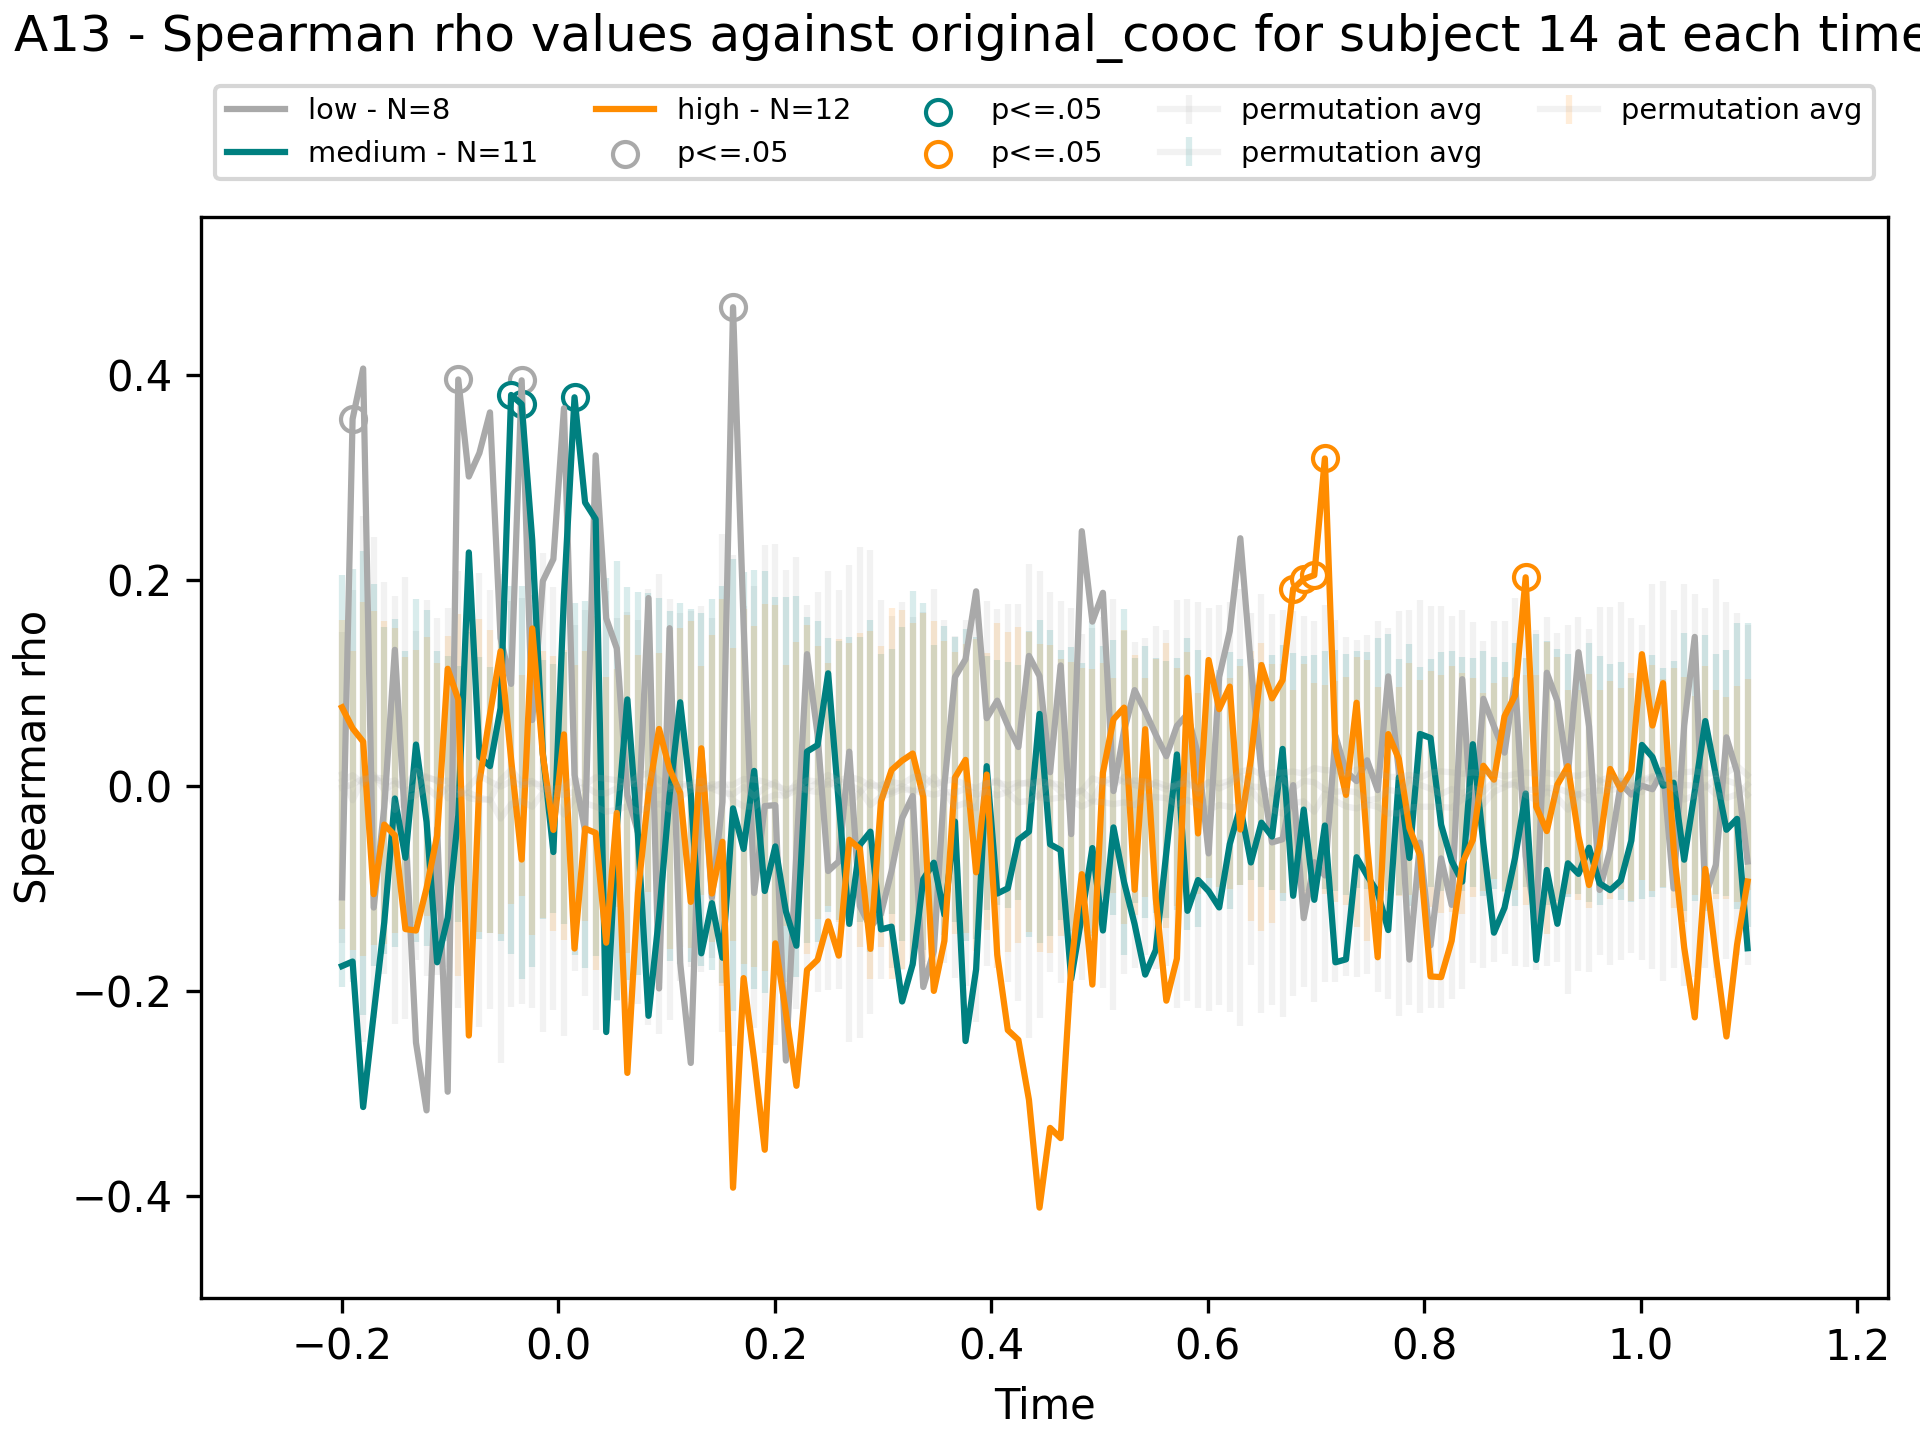 A13 - Spearman rho values against original_cooc for subject 14 at each time
low - N=8
medium - N=11
high - N=12
p<=.05
p<=.05
p<=.05
permutation avg
permutation avg
permutation avg
Spearman rho
0.4
0.2
0.0
−0.2
−0.4
−0.2 0.0 0.2 0.4 0.6 0.8 1.0 1.2
Time